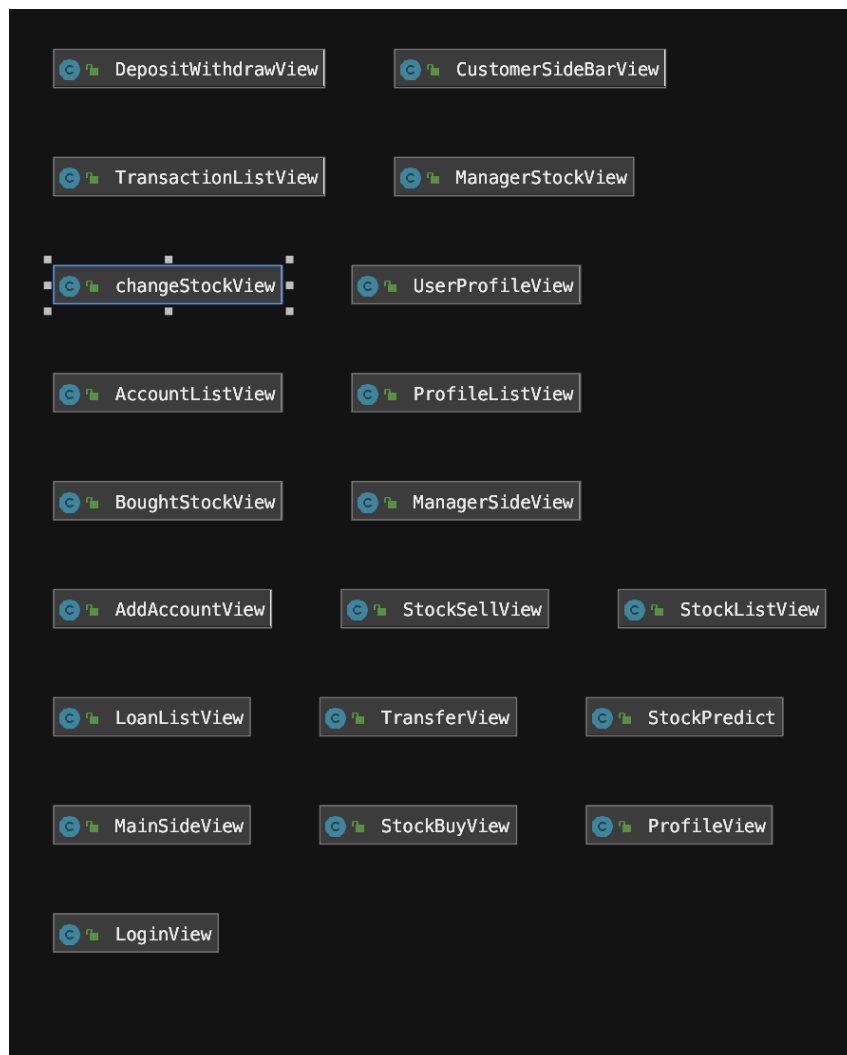 DepositWithdrawView CustomerSideBarView
TransactionListView ManagerStockView
changeStockView UserProfileView
AccountListView ProfileListView
BoughtStockView ManagerSideView
AddAccountView StockSellView StockListView
LoanListView TransferView StockPredict
MainSideView StockBuyView ProfileView
LoginView